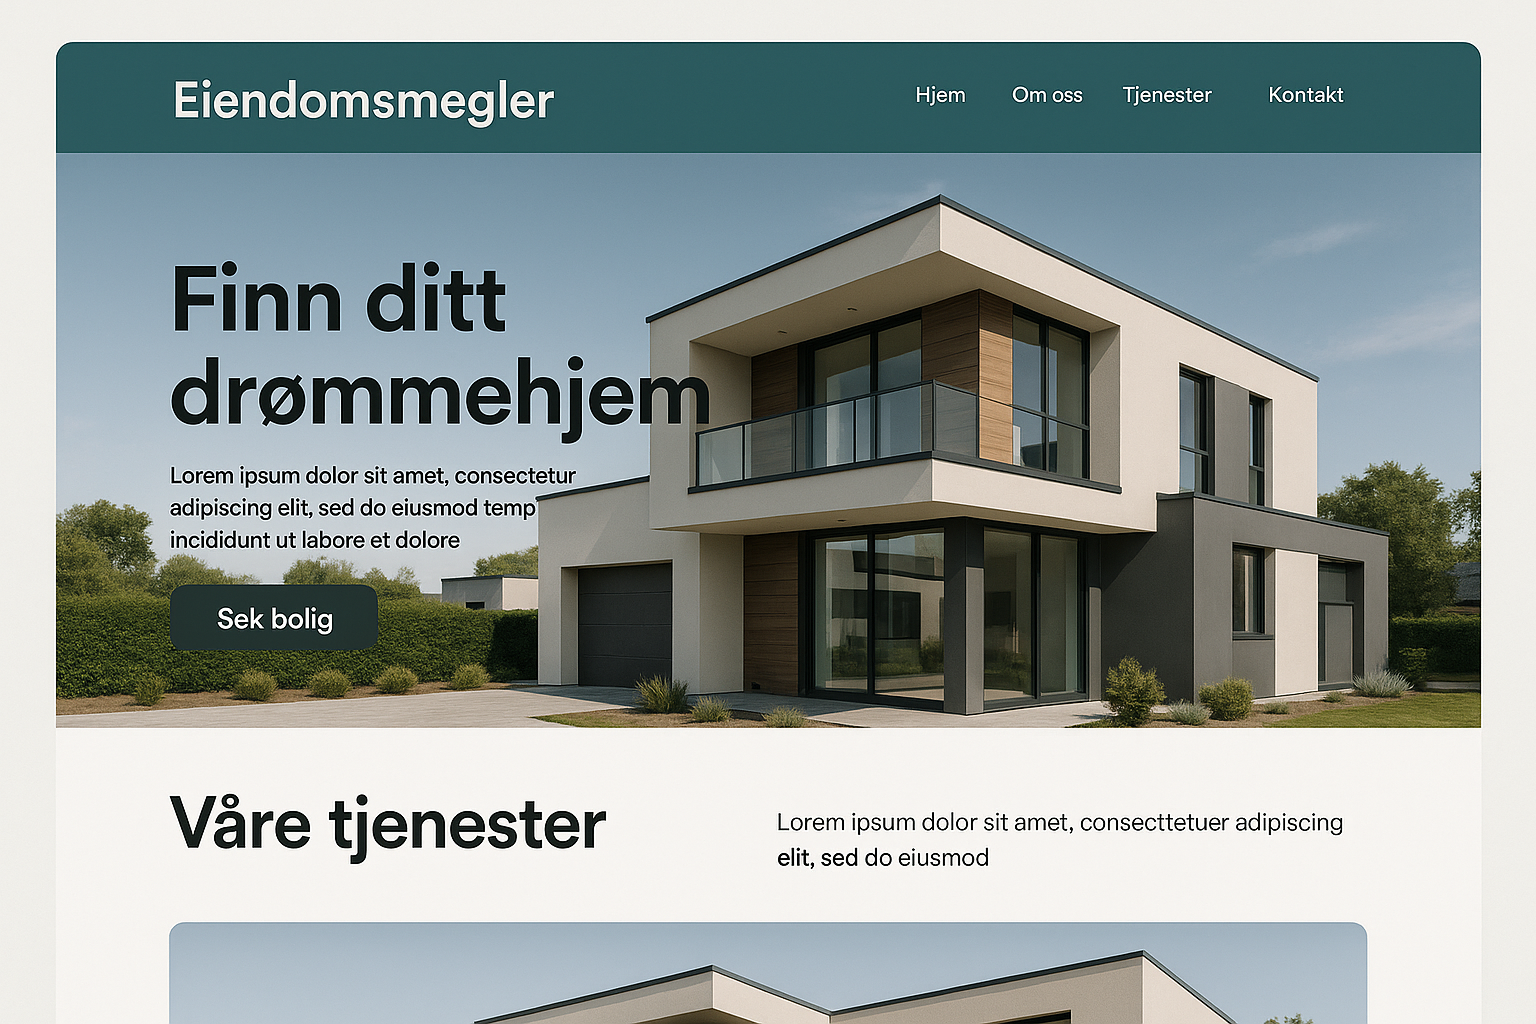 Eiendomsmegler
Hjem Om oss Tjenester Kontakt
Finn ditt
drømmehjem
Lorem ipsum dolor sit amet, consectetur
adipiscing elit, sed do eiusmod temp
incididunt ut labore et dolore
Sek bolig
Våre tjenester
Lorem ipsum dolor sit amet, consecttetuer adipiscing
elit, sed do eiusmod